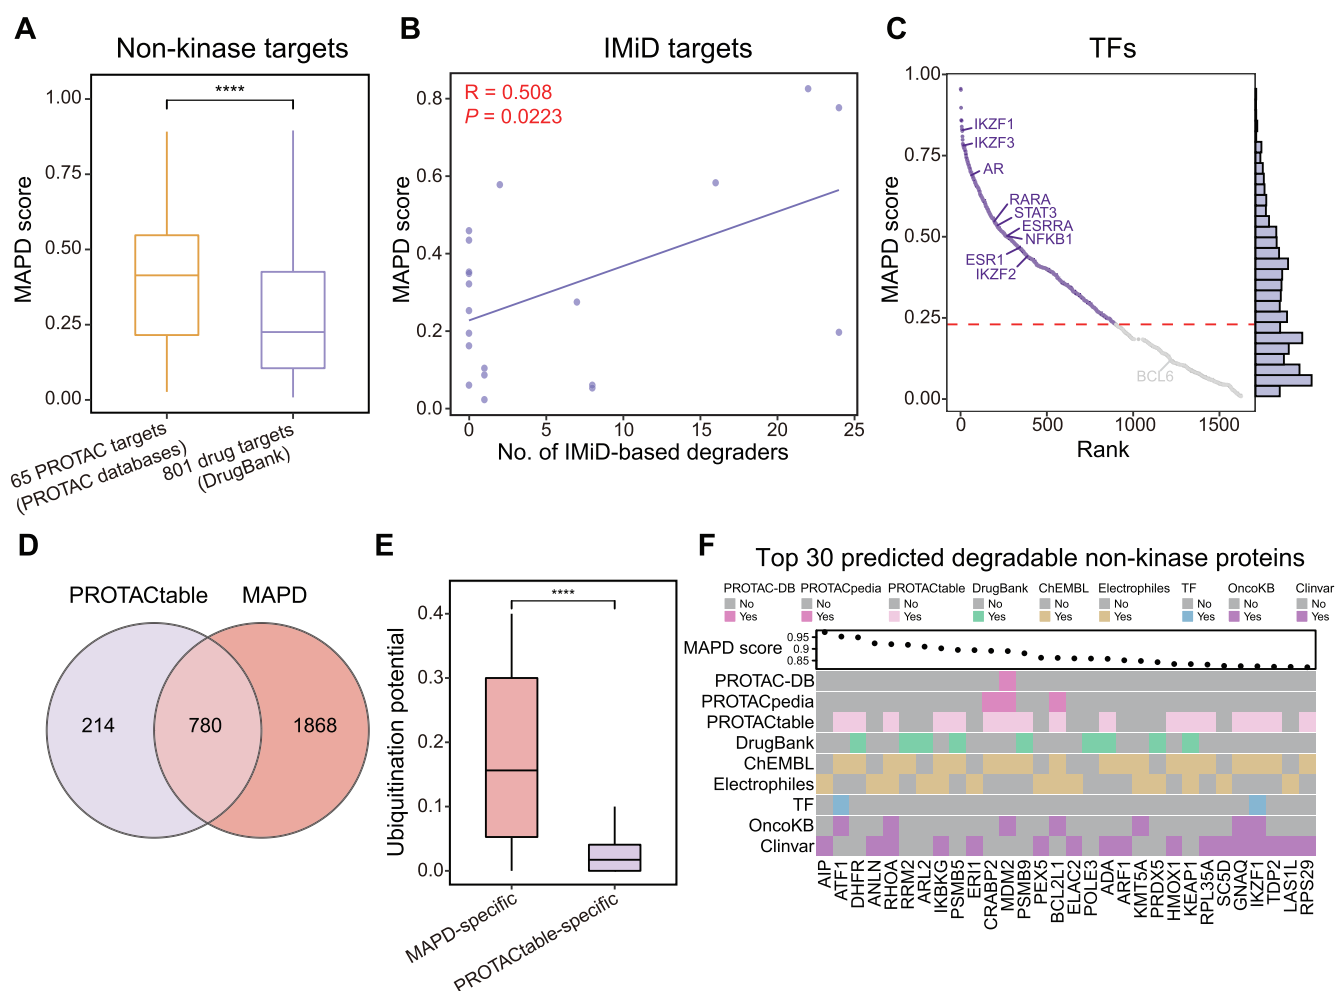 A
Non-kinase targets
MAPD score
1.00
0.75
0.50
0.25
0.00
****
65 PROTAC targets
(PROTAC databases)
801 drug targets
(DrugBank)
B
IMiD targets
R = 0.508
P = 0.0223
MAPD score
0.8
0.6
0.4
0.2
0.0
0
5
10
15
20
25
No. of IMiD-based degraders
C
TFs
MAPD score
1.00
0.75
0.50
0.25
0.00
IKZF1
IKZF3
AR
RARA
STAT3
ESRRA
NFKB1
ESR1
IKZF2
BCL6
0
500
1000
1500
Rank
D
PROTACtable
MAPD
214
780
1868
E
Ubiquitination potential
0.4
0.3
0.2
0.1
0.0
****
MAPD-specific
PROTACtable-specific
F
Top 30 predicted degradable non-kinase proteins
PROTAC-DB
No
Yes
PROTACpedia
No
Yes
PROTACtable
No
Yes
DrugBank
No
Yes
ChEMBL
No
Yes
Electrophiles
No
Yes
TF
No
Yes
OncoKB
No
Yes
Clinvar
No
Yes
MAPD score
0.95
0.9
0.85
PROTAC-DB
PROTACpedia
PROTACtable
DrugBank
ChEMBL
Electrophiles
TF
OncoKB
Clinvar
AIP
ATF1
DHFR
ANLN
RHOA
RRM2
ARL2
IKBKG
PSMB5
ERI1
CRABP2
MDM2
PSMB9
PEX5
BCL2L1
ELAC2
POLE3
ADA
ARF1
KMT5A
PRDX5
HMOX1
KEAP1
RPL35A
SC5D
GNAQ
IKZF1
TDP2
LAS1L
RPS29